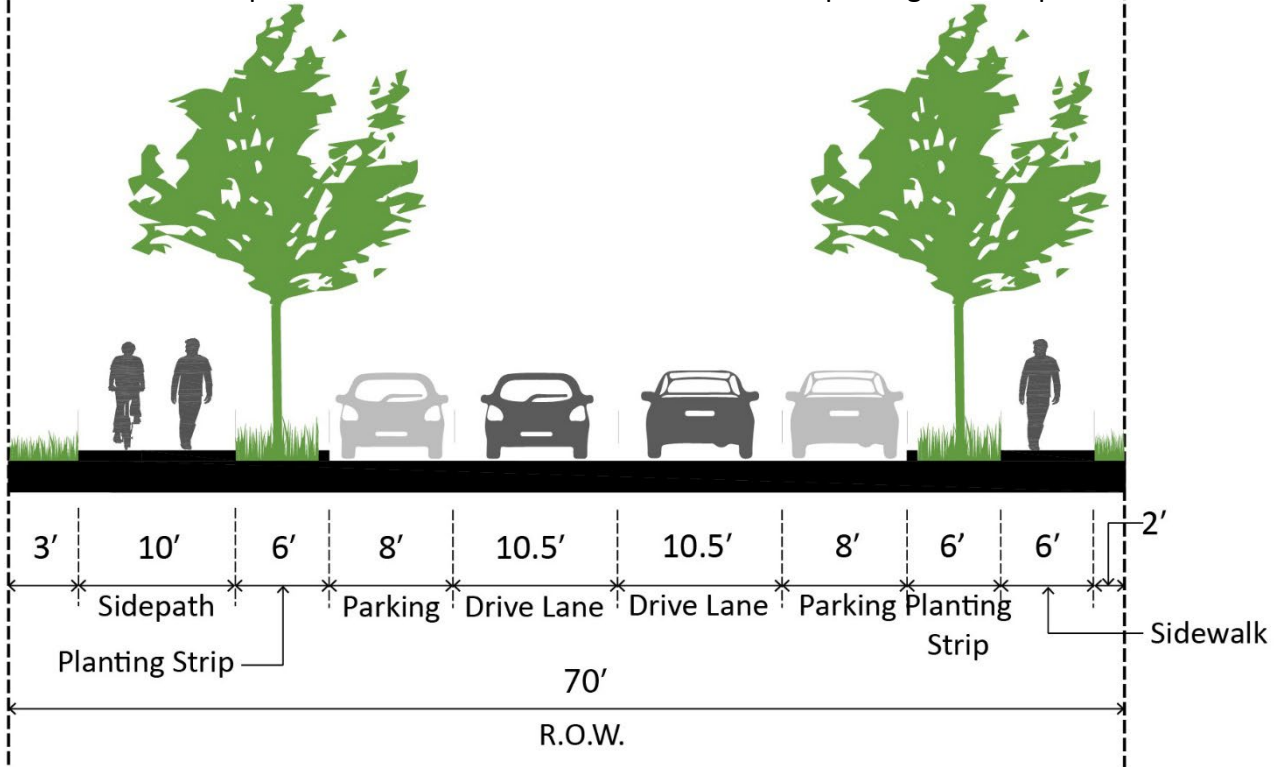 3′ 10′ 6′ 8′ 10.5′ 10.5′ 8′ 6′ 6′ 2′
Sidepath Parking Drive Lane Drive Lane Parking Planting
Strip
Sidewalk
Planting Strip
70′
R.O.W.